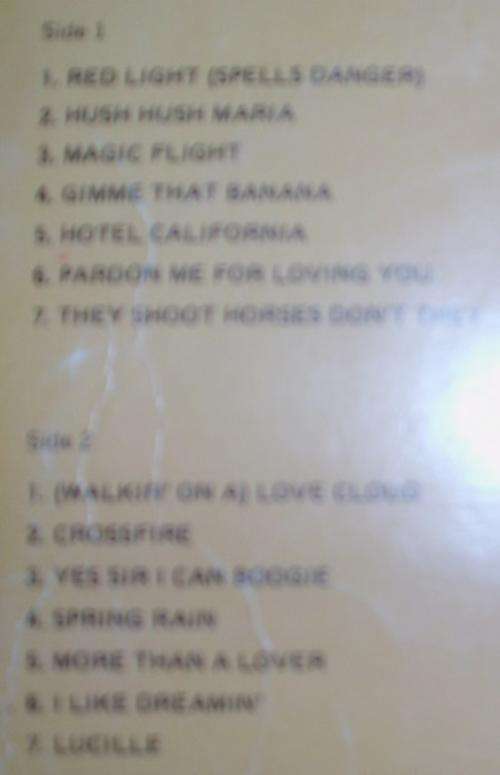 Side 1
1. RED LIGHT (SPELLS DANGER)
2. HUSH HUSH MARIA
3. MAGIC FLIGHT
4. GIMME THAT BANANA
5. HOTEL CALIFORNIA
6. PARDON ME FOR LOVING YOU
7. THEY SHOOT HORSES DON'T THEY
Side 2
1. (WALKIN' ON A) LOVE CLOUD
2. CROSSFIRE
3. YES SIR I CAN BOOGIE
4. SPRING RAIN
5. MORE THAN A LOVER
6. I LIKE DREAMIN'
7. LUCILLE